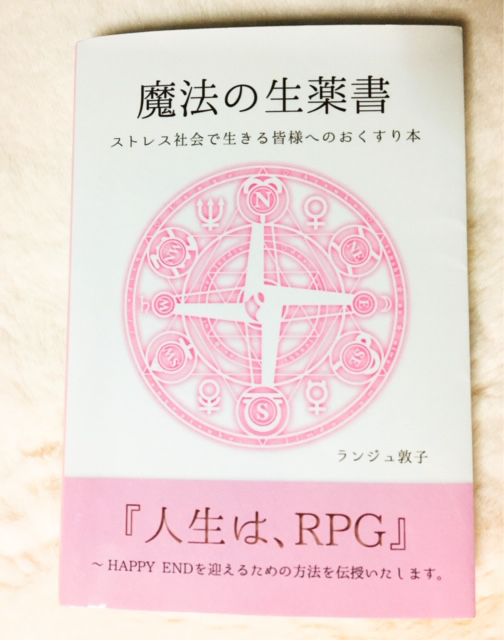 魔法の生薬書
ストレス社会で生きる皆様へのおくすり本
N
W
E
S
ランジュ敦子
『人生は、RPG』
～HAPPY ENDを迎えるための方法を伝授いたします。